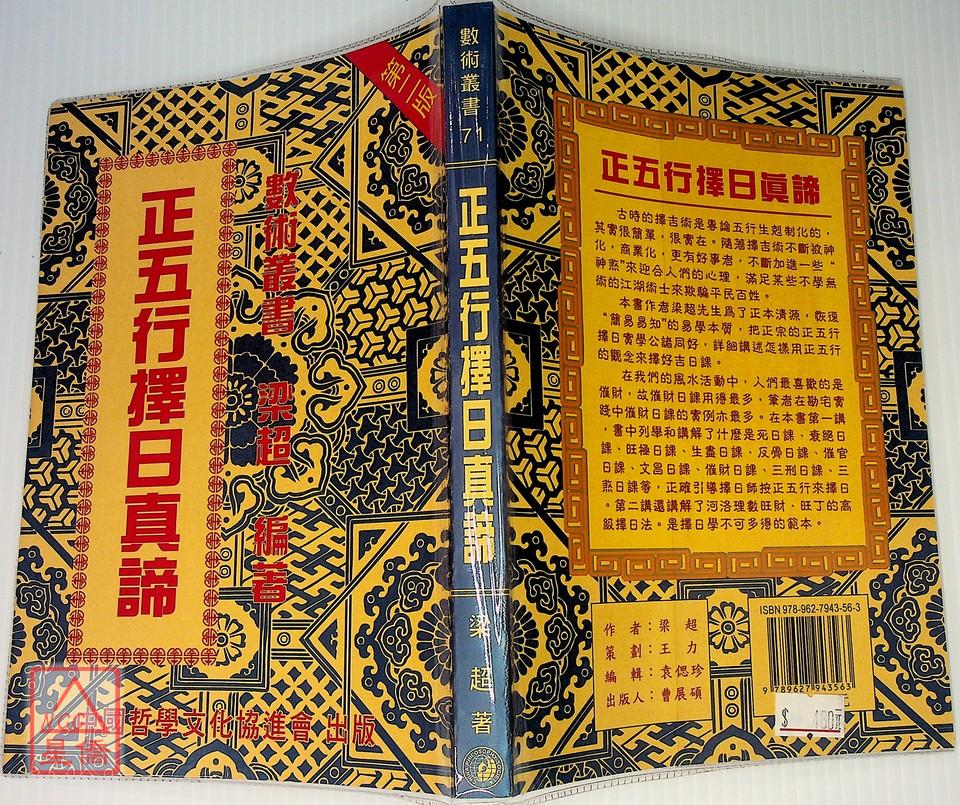 第二版
數術叢書 梁超 編著
正五行擇日真諦
哲學文化協進會 出版
數術叢書 71
正五行擇日真諦
梁超 著
正五行擇日眞諦
古時的擇吉術是專論五行生剋制化的,
其實很簡單,很實在。隨著擇吉術不斷被神
化,商業化,更有好事者,不斷加進一些“
神煞”來迎合人們的心理,滿足某些不學無
術的江湖術士來欺騙平民百姓。
本書作者梁超先生爲了正本清源,恢復
“簡易易知”的易學本質,把正宗的正五行
擇日實學公諸同好,詳細講述怎樣用正五行
的觀念來擇好吉日課。
在我們的風水活動中,人們最喜歡的是
催財,故催財日課用得最多,筆者在勘宅實
踐中催財日課的實例亦最多。在本書第一講
,書中列舉和講解了什麼是死日課、衰絕日
課、旺極日課、生盡日課、反骨日課、催官
日課、文昌日課、催財日課、三刑日課、三
煞日課等,正確引導擇日師按正五行來擇日
。第二講還講解了河洛理數旺財、旺丁的高
級擇日法。是擇日學不可多得的範本。
作 者:梁 超
策 劃:王 力
編 輯:袁偲珍
出版人:曹展碩
ISBN 978-962-7943-56-3
9 789627 943563
$